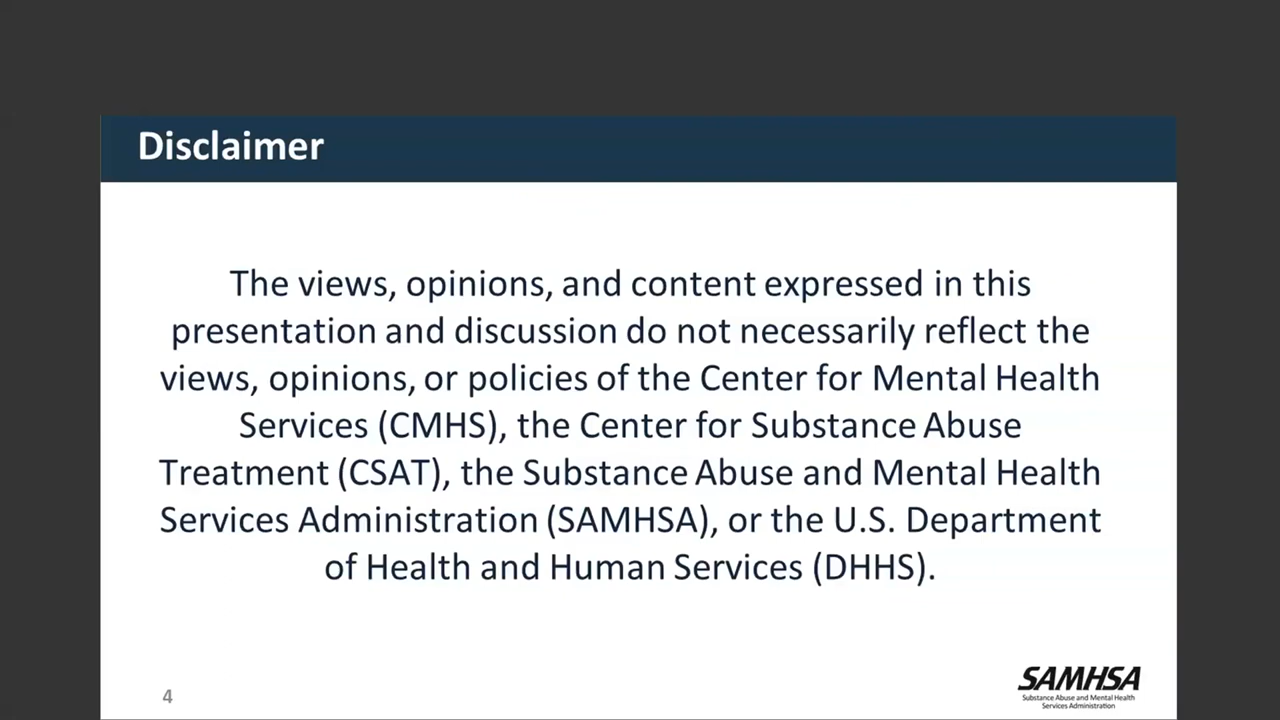 Disclaimer
The views, opinions, and content expressed in this
presentation and discussion do not necessarily reflect the
views, opinions, or policies of the Center for Mental Health
Services (CMHS), the Center for Substance Abuse
Treatment (CSAT), the Substance Abuse and Mental Health
Services Administration (SAMHSA), or the U.S. Department
of Health and Human Services (DHHS).
4
SAMHSA
Substance Abuse and Mental Health
Services Administration